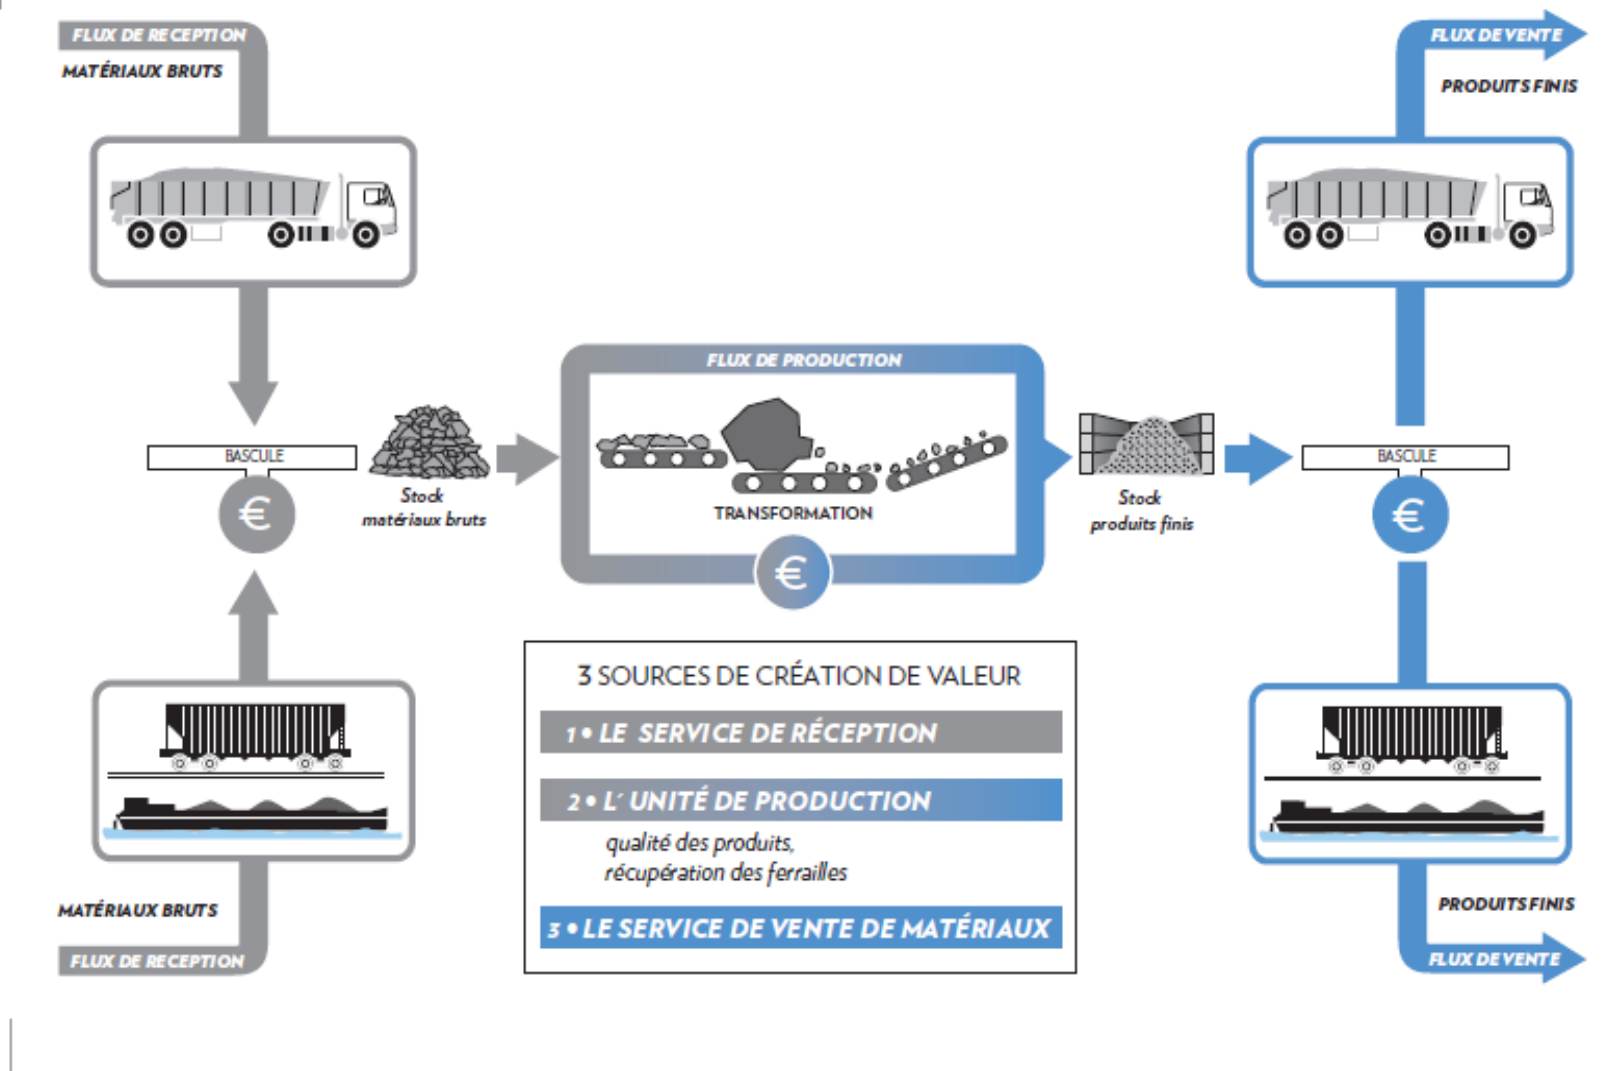 FLUX DE RECEPTION
MATÉRIAUX BRUTS
FLUX DE VENTE
PRODUITS FINIS
FLUX DE PRODUCTION
BASCULE
€
Stock
matériaux bruts
TRANSFORMATION
€
Stock
produits finis
BASCULE
€
3 SOURCES DE CRÉATION DE VALEUR
1 • LE SERVICE DE RÉCEPTION
2 • L´ UNITÉ DE PRODUCTION
qualité des produits,
récupération des ferrailles
3 • LE SERVICE DE VENTE DE MATÉRIAUX
MATÉRIAUX BRUTS
FLUX DE RECEPTION
PRODUITS FINIS
FLUX DE VENTE